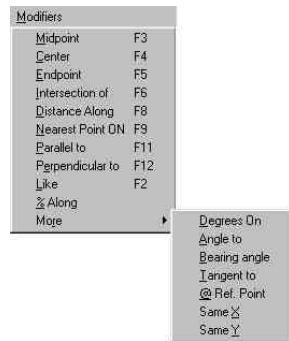 Modifiers
Midpoint F3
Center F4
Endpoint F5
Intersection of F6
Distance Along F8
Nearest Point ON F9
Parallel to F11
Perpendicular to F12
Like F2
% Along
More
Degrees On
Angle to
Bearing angle
Tangent to
@ Ref. Point
Same X
Same Y